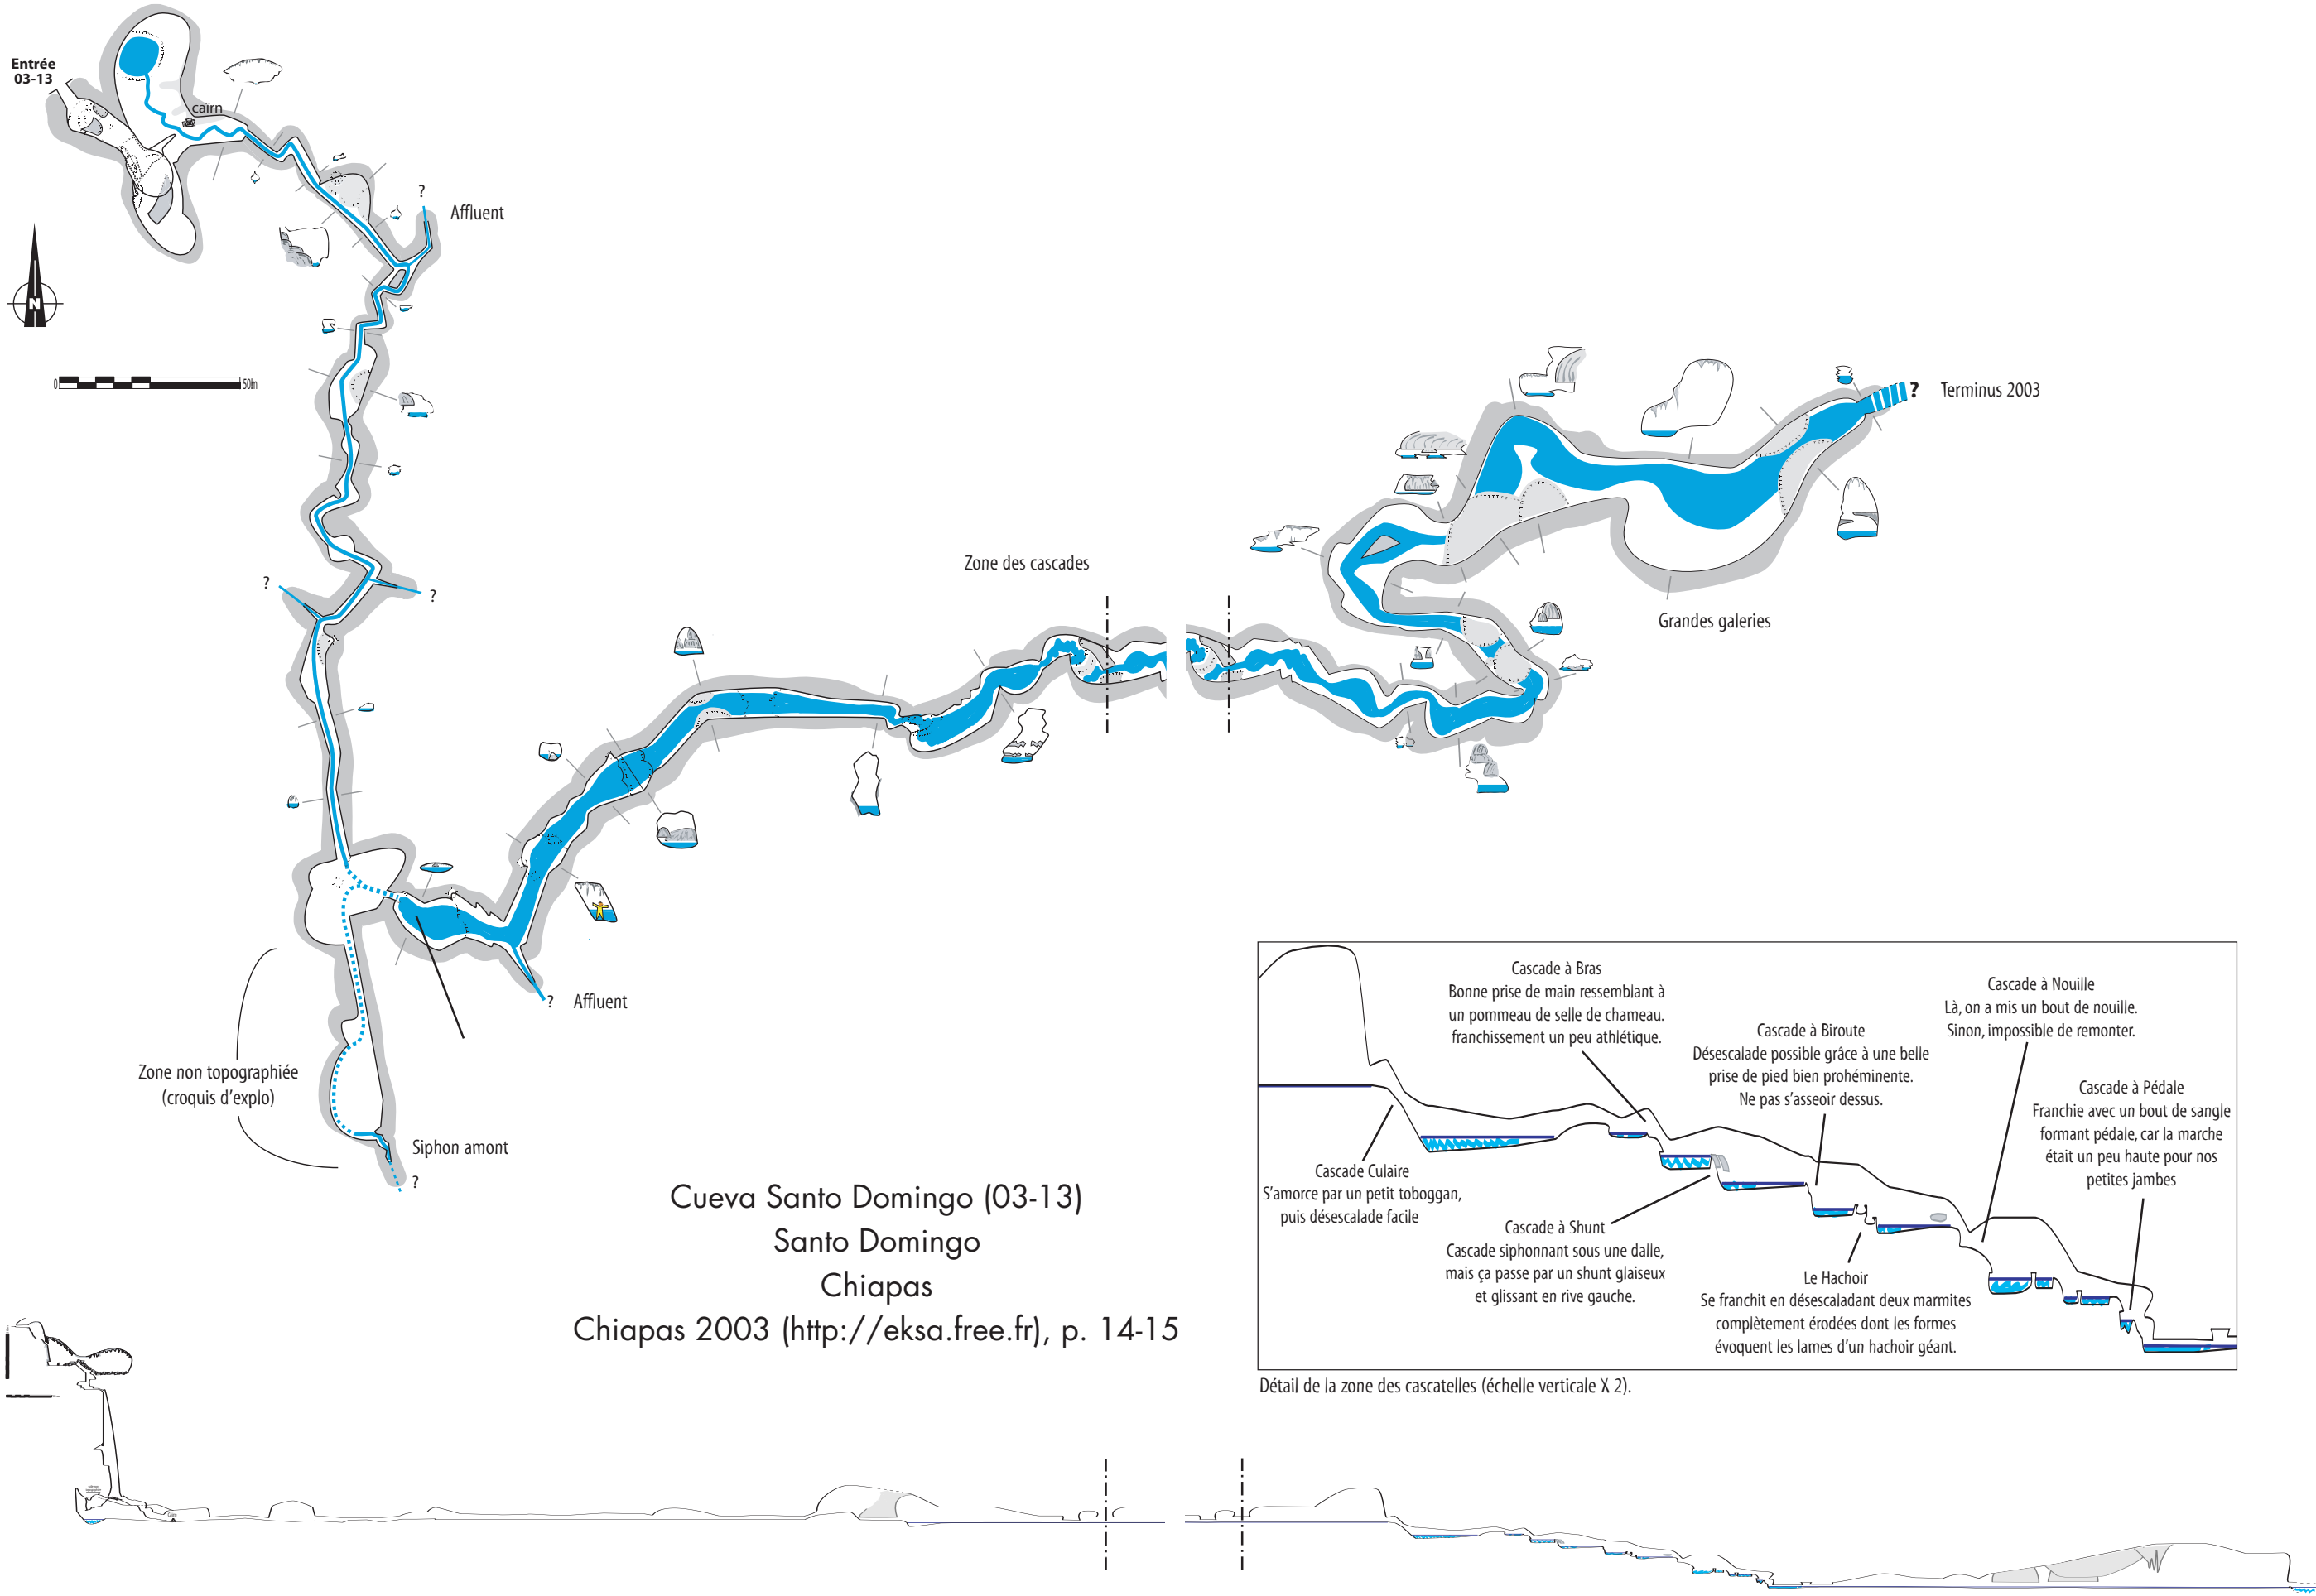 Entrée
03-13
caïrn
?
Affluent
N
0
50m
?
?
Zone des cascades
? Terminus 2003
Grandes galeries
? Affluent
Zone non topographiée
(croquis d'explo)
Siphon amont
?
Cueva Santo Domingo (03-13)
Santo Domingo
Chiapas
Chiapas 2003 (http://eksa.free.fr), p. 14-15
Cascade à Bras
Bonne prise de main ressemblant à
un pommeau de selle de chameau.
franchissement un peu athlétique.
Cascade à Nouille
Là, on a mis un bout de nouille.
Sinon, impossible de remonter.
Cascade à Biroute
Désescalade possible grâce à une belle
prise de pied bien prohéminente.
Ne pas s'asseoir dessus.
Cascade à Pédale
Franchie avec un bout de sangle
formant pédale, car la marche
était un peu haute pour nos
petites jambes
Cascade Culaire
S'amorce par un petit toboggan,
puis désescalade facile
Cascade à Shunt
Cascade siphonnant sous une dalle,
mais ça passe par un shunt glaiseux
et glissant en rive gauche.
Le Hachoir
Se franchit en désescaladant deux marmites
complètement érodées dont les formes
évoquent les lames d'un hachoir géant.
Détail de la zone des cascatelles (échelle verticale X 2).